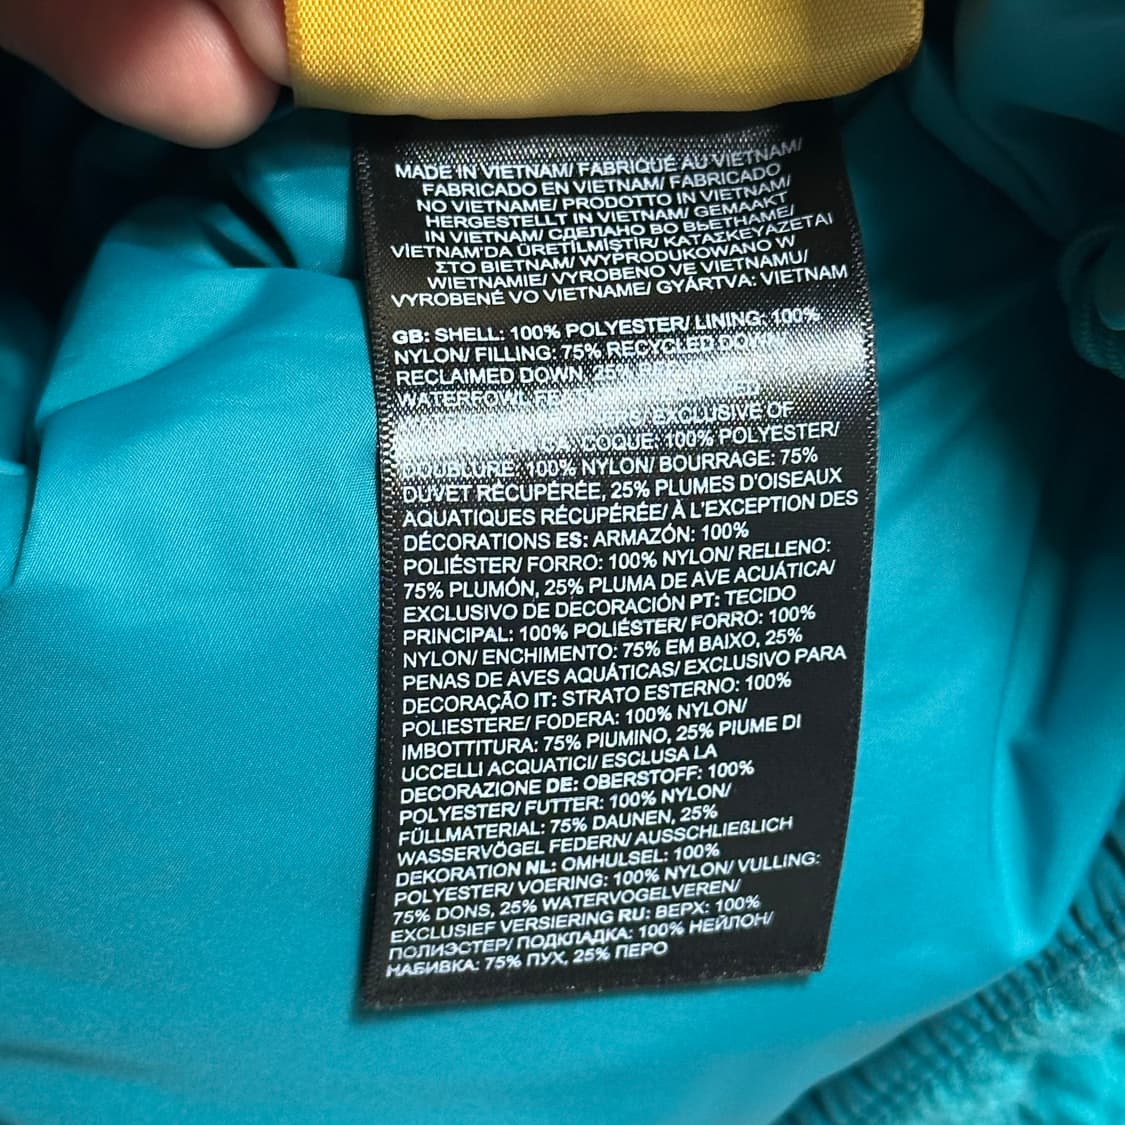 MADE IN VIETNAM/ FABRIQUÉ AU VIETNAM/
FABRICADO EN VIETNAM/ FABRICADO
NO VIETNAME/ PRODOTTO IN VIETNAM/
HERGESTELLT IN VIETNAM/ GEMAAKT
IN VIETNAM/ СДЕЛАНО ВО ВЬЕТНАМЕ/
VİETNAM'DA ÜRETİLMİŞTİR/ ΚΑΤΑΣΚΕΥΑΖΕΤΑΙ
ΣΤΟ ΒΙΕΤΝΑΜ/ WYPRODUKOWANO W
WIETNAMIE/ VYROBENO VE VIETNAMU/
VYROBENÉ VO VIETNAME/ GYÁRTVA: VIETNAM
GB: SHELL: 100% POLYESTER/ LINING: 100%
NYLON/ FILLING: 75% RECYCLED DOWN
RECLAIMED DOWN, 25%
WATERFOWL
EXCLUSIVE OF
COQUE: 100% POLYESTER/
DOUBLURE: 100% NYLON/ BOURRAGE: 75%
DUVET RÉCUPÉRÉE, 25% PLUMES D'OISEAUX
AQUATIQUES RÉCUPÉRÉE/ À L'EXCEPTION DES
DÉCORATIONS ES: ARMAZÓN: 100%
POLIÉSTER/ FORRO: 100% NYLON/ RELLENO:
75% PLUMÓN, 25% PLUMA DE AVE ACUÁTICA/
EXCLUSIVO DE DECORACIÓN PT: TECIDO
PRINCIPAL: 100% POLIÉSTER/ FORRO: 100%
NYLON/ ENCHIMENTO: 75% EM BAIXO, 25%
PENAS DE AVES AQUÁTICAS/ EXCLUSIVO PARA
DECORAÇÃO IT: STRATO ESTERNO: 100%
POLIESTERE/ FODERA: 100% NYLON/
IMBOTTITURA: 75% PIUMINO, 25% PIUME DI
UCCELLI ACQUATICI/ ESCLUSA LA
DECORAZIONE DE: OBERSTOFF: 100%
POLYESTER/ FUTTER: 100% NYLON/
FÜLLMATERIAL: 75% DAUNEN, 25%
WASSERVÖGEL FEDERN/ AUSSCHLIEßLICH
DEKORATION NL: OMHULSEL: 100%
POLYESTER/ VOERING: 100% NYLON/ VULLING:
75% DONS, 25% WATERVOGELVEREN/
EXCLUSIEF VERSIERING RU: ВЕРХ: 100%
ПОЛИЭСТЕР/ ПОДКЛАДКА: 100% НЕЙЛОН/
НАБИВКА: 75% ПУХ, 25% ПЕРО